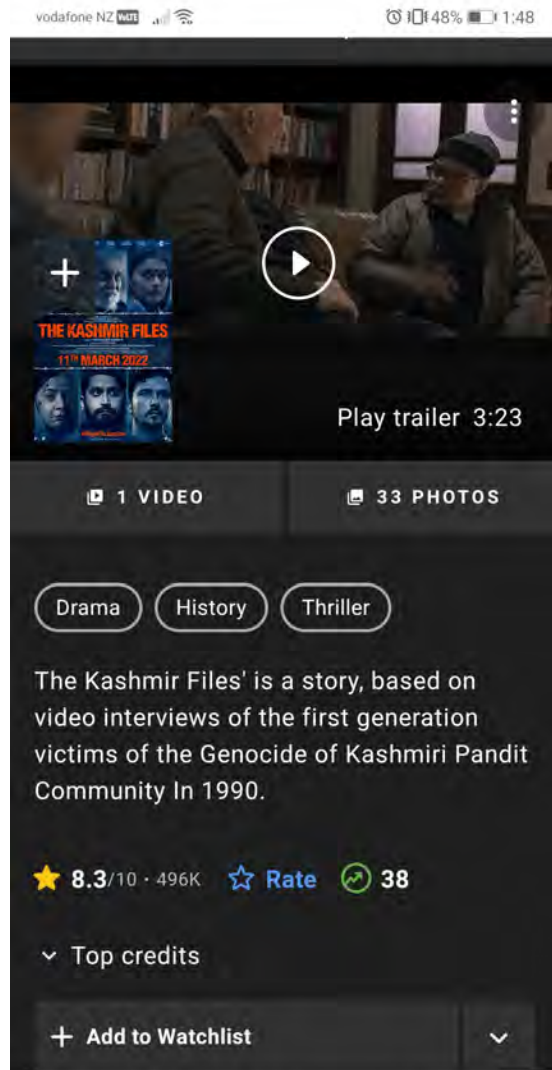 vodafone NZ VoLTE 48% 1:48
THE KASHMIR FILES
11TH MARCH 2022
Play trailer 3:23
1 VIDEO
33 PHOTOS
Drama History Thriller
The Kashmir Files' is a story, based on
video interviews of the first generation
victims of the Genocide of Kashmiri Pandit
Community In 1990.
8.3/10 · 496K Rate 38
Top credits
+ Add to Watchlist